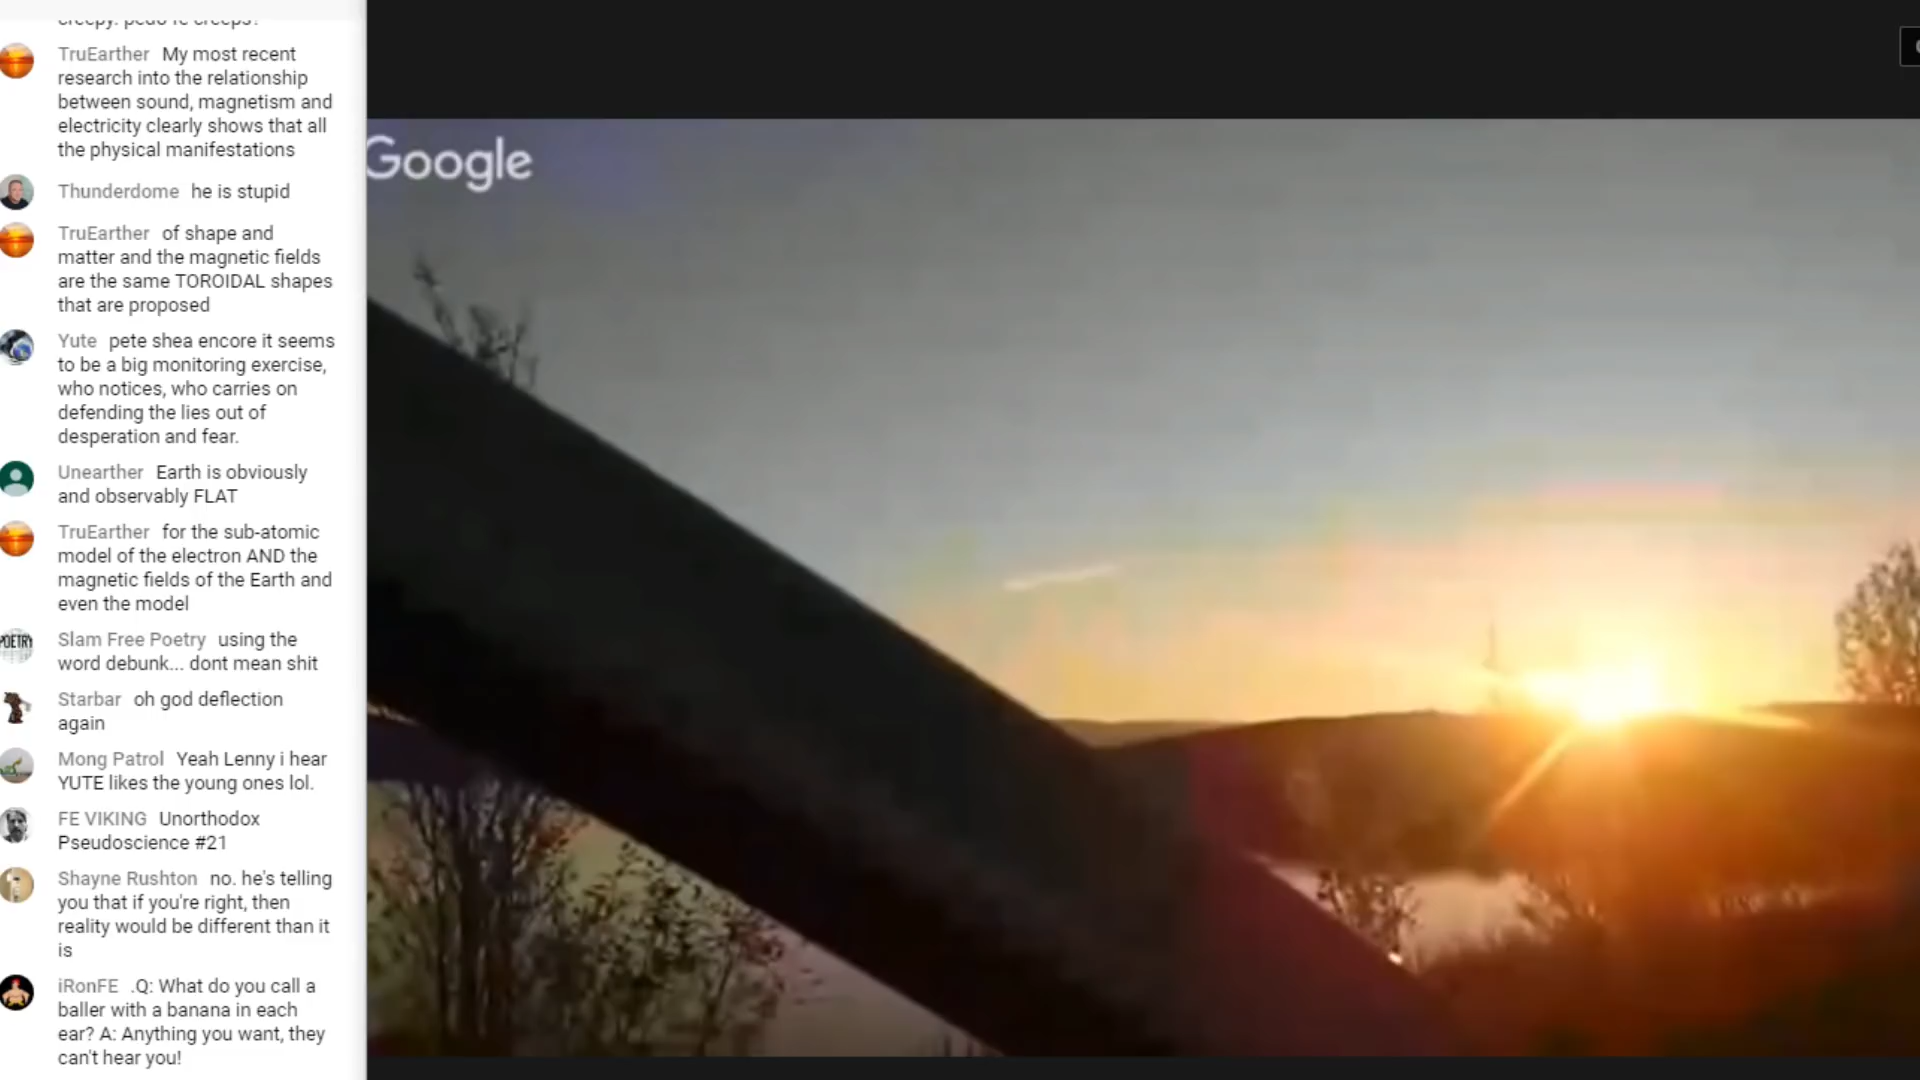 creepy. pedo fe creeps?
TruEarther My most recent
research into the relationship
between sound, magnetism and
electricity clearly shows that all
the physical manifestations
Thunderdome he is stupid
TruEarther of shape and
matter and the magnetic fields
are the same TOROIDAL shapes
that are proposed
Yute pete shea encore it seems
to be a big monitoring exercise,
who notices, who carries on
defending the lies out of
desperation and fear.
Unearther Earth is obviously
and observably FLAT
TruEarther for the sub-atomic
model of the electron AND the
magnetic fields of the Earth and
even the model
POETRY
Slam Free Poetry using the
word debunk... dont mean shit
Starbar oh god deflection
again
Mong Patrol Yeah Lenny i hear
YUTE likes the young ones lol.
FE VIKING Unorthodox
Pseudoscience #21
Shayne Rushton no. he's telling
you that if you're right, then
reality would be different than it
is
iRonFE .Q: What do you call a
baller with a banana in each
ear? A: Anything you want, they
can't hear you!
Google